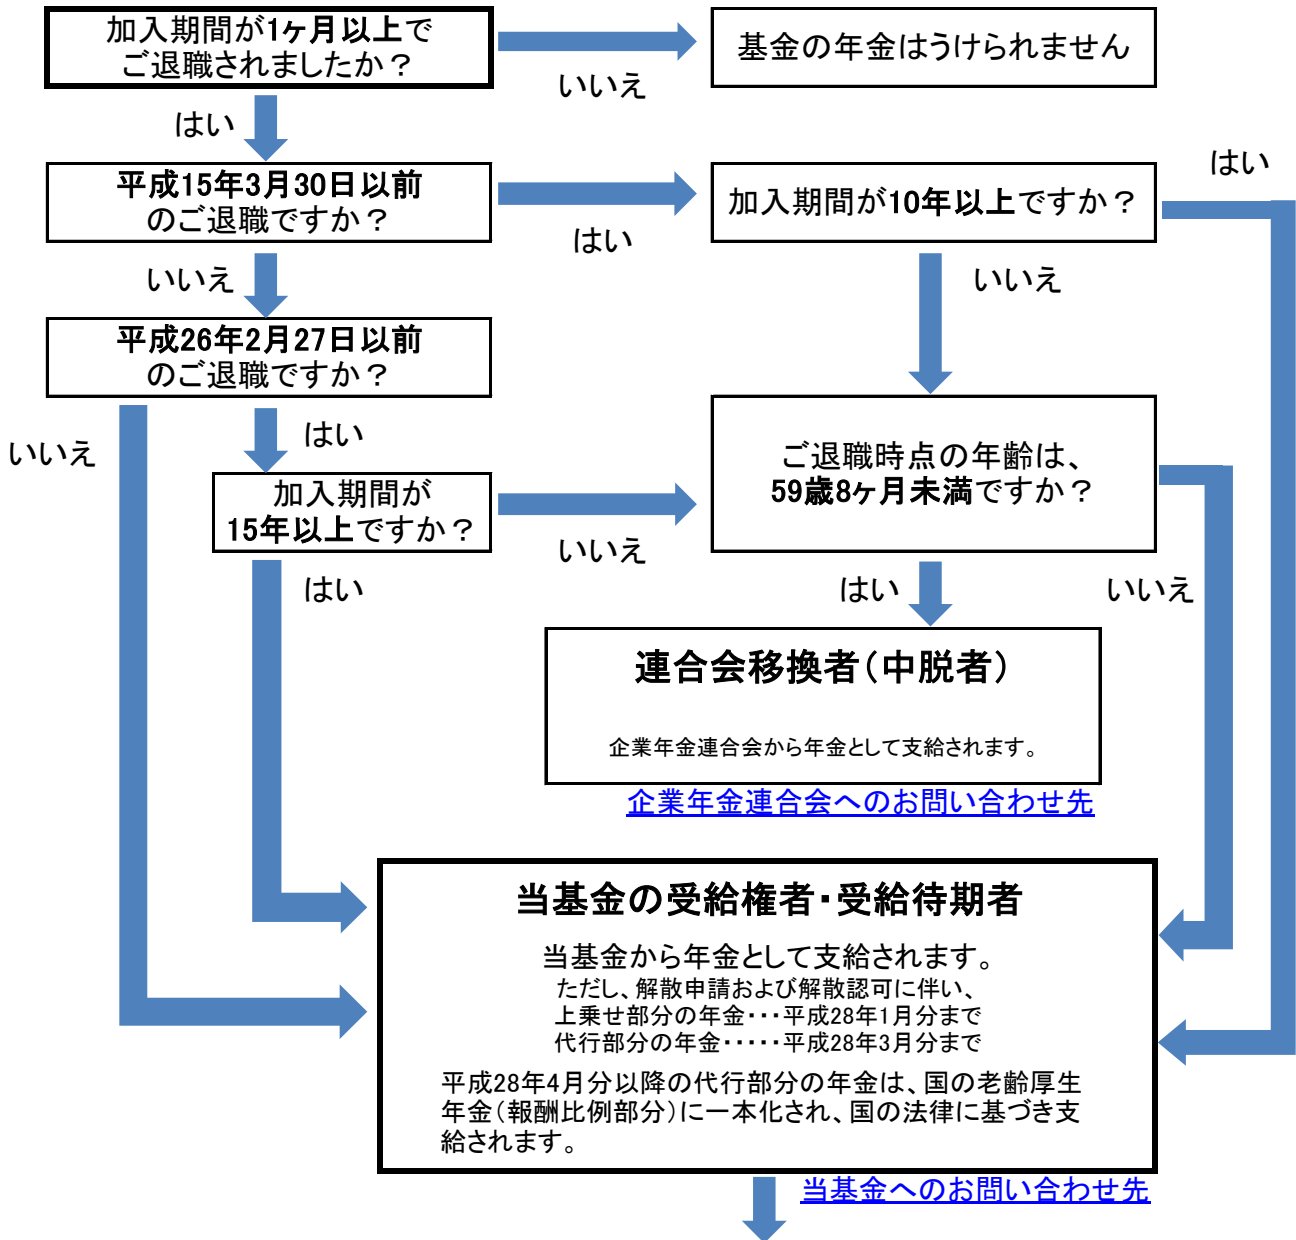 加入期間が1ヶ月以上で
ご退職されましたか？
いいえ
基金の年金はうけられません
はい
平成15年3月30日以前
のご退職ですか？
はい
加入期間が10年以上ですか？
はい
いいえ
いいえ
平成26年2月27日以前
のご退職ですか？
いいえ
はい
加入期間が
15年以上ですか？
いいえ
はい
ご退職時点の年齢は、
59歳8ヶ月未満ですか？
はい
いいえ
連合会移換者（中脱者）
企業年金連合会から年金として支給されます。
企業年金連合会へのお問い合わせ先
当基金の受給権者・受給待期者
当基金から年金として支給されます。
ただし、解散申請および解散認可に伴い、
上乗せ部分の年金・・・平成28年1月分まで
代行部分の年金・・・・・平成28年3月分まで
平成28年4月分以降の代行部分の年金は、国の老齢厚生
年金（報酬比例部分）に一本化され、国の法律に基づき支
給されます。
当基金へのお問い合わせ先